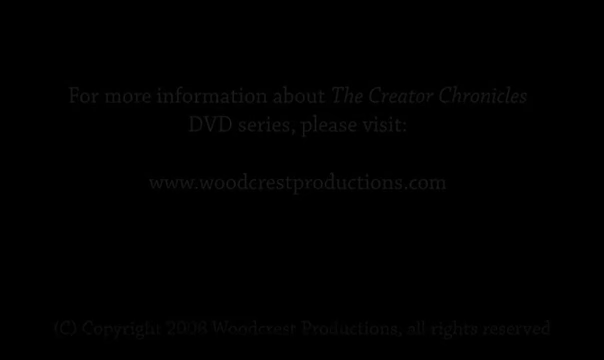 For more information about The Creator Chronicles
DVD series, please visit:
www.woodcrestproductions.com
(C) Copyright 2006 Woodcrest Productions, all rights reserved